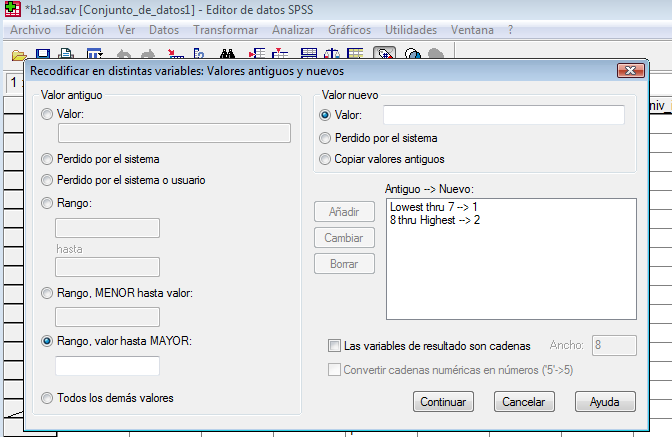 *b1ad.sav [Conjunto_de_datos1] - Editor de datos SPSS
Archivo Edición Ver Datos Transformar Analizar Gráficos Utilidades Ventana ?
1 :
Recodificar en distintas variables: Valores antiguos y nuevos
Valor antiguo
Valor:
Perdido por el sistema
Perdido por el sistema o usuario
Rango:
hasta
Rango, MENOR hasta valor:
Rango, valor hasta MAYOR:
Todos los demás valores
Valor nuevo
Valor:
Perdido por el sistema
Copiar valores antiguos
Antiguo --> Nuevo:
Añadir
Cambiar
Borrar
Lowest thru 7 --> 1
8 thru Highest --> 2
Las variables de resultado son cadenas Ancho: 8
Convertir cadenas numéricas en números ('5'->5)
Continuar Cancelar Ayuda